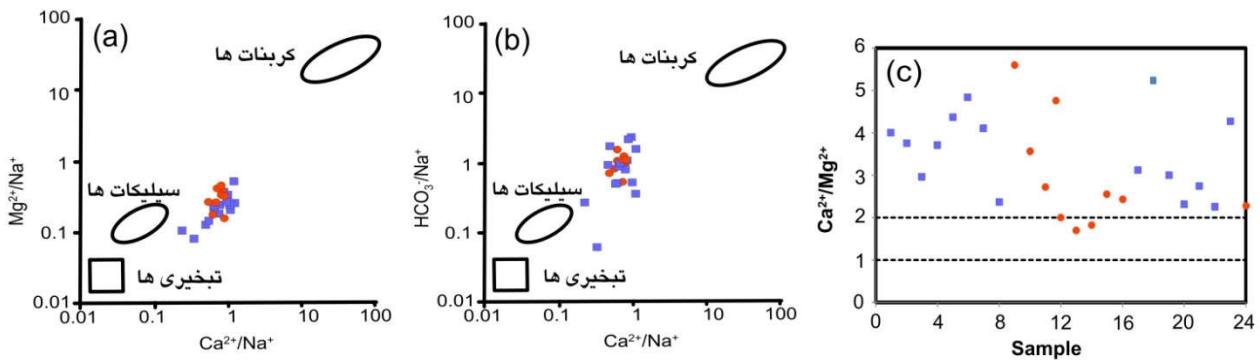 (a)
100
10
1
0.1
0.01
0.01
0.1
1
10
100
Mg²⁺/Na⁺
Ca²⁺/Na⁺
کربنات ها
سیلیکات ها
تبخیری ها
(b)
100
10
1
0.1
0.01
0.01
0.1
1
10
100
HCO₃⁻/Na⁺
Ca²⁺/Na⁺
کربنات ها
سیلیکات ها
تبخیری ها
(c)
6
5
4
3
2
1
0
0
4
8
12
16
20
24
Ca²⁺/Mg²⁺
Sample